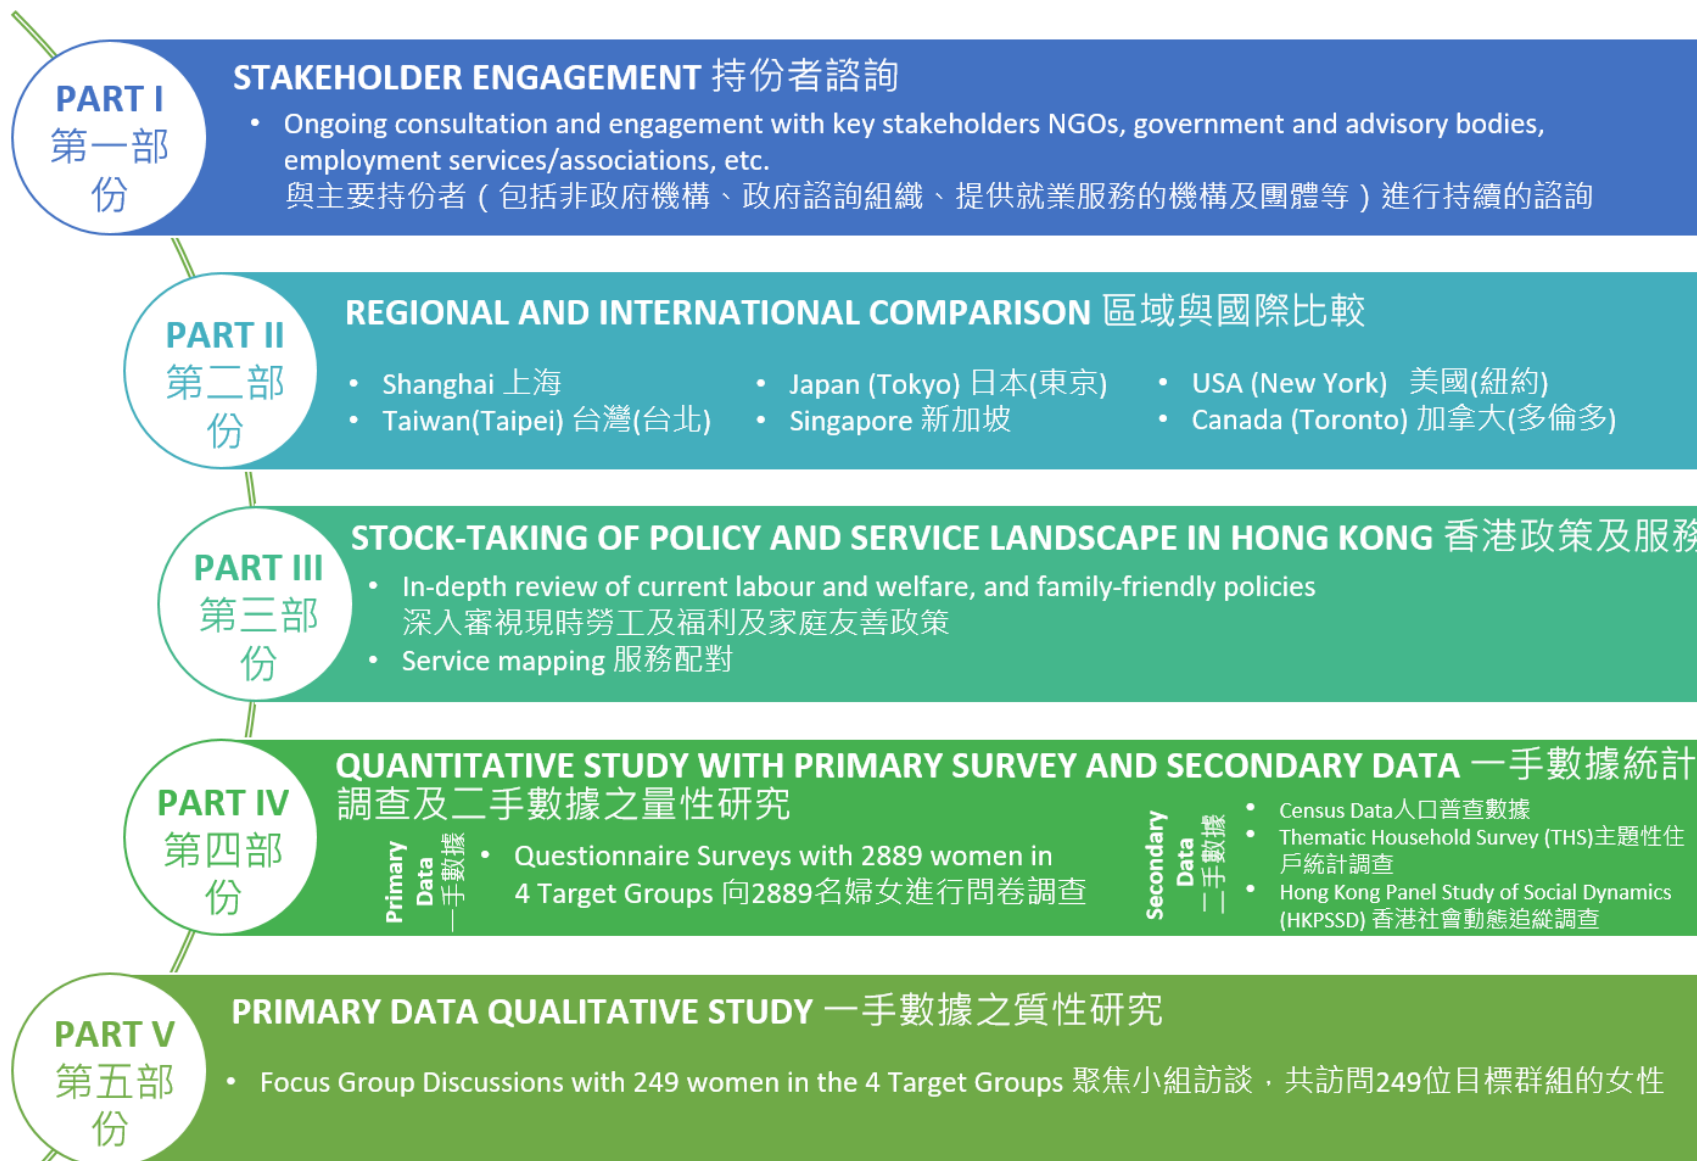 PART I
第一部
份
STAKEHOLDER ENGAGEMENT 持份者諮詢
• Ongoing consultation and engagement with key stakeholders NGOs, government and advisory bodies,
employment services/associations, etc.
與主要持份者（包括非政府機構、政府諮詢組織、提供就業服務的機構及團體等）進行持續的諮詢
PART II
第二部
份
REGIONAL AND INTERNATIONAL COMPARISON 區域與國際比較
• Shanghai 上海
• Taiwan(Taipei) 台灣(台北)
• Japan (Tokyo) 日本(東京)
• Singapore 新加坡
• USA (New York) 美國(紐約)
• Canada (Toronto) 加拿大(多倫多)
PART III
第三部
份
STOCK-TAKING OF POLICY AND SERVICE LANDSCAPE IN HONG KONG 香港政策及服務
• In-depth review of current labour and welfare, and family-friendly policies
深入審視現時勞工及福利及家庭友善政策
• Service mapping 服務配對
PART IV
第四部
份
QUANTITATIVE STUDY WITH PRIMARY SURVEY AND SECONDARY DATA 一手數據統計
調查及二手數據之量性研究
Primary
Data
一手數據
• Questionnaire Surveys with 2889 women in
4 Target Groups 向2889名婦女進行問卷調查
Secondary
Data
二手數據
• Census Data人口普查數據
• Thematic Household Survey (THS)主題性住
戶統計調查
• Hong Kong Panel Study of Social Dynamics
(HKPSSD) 香港社會動態追縱調查
PART V
第五部
份
PRIMARY DATA QUALITATIVE STUDY 一手數據之質性研究
• Focus Group Discussions with 249 women in the 4 Target Groups 聚焦小組訪談，共訪問249位目標群組的女性